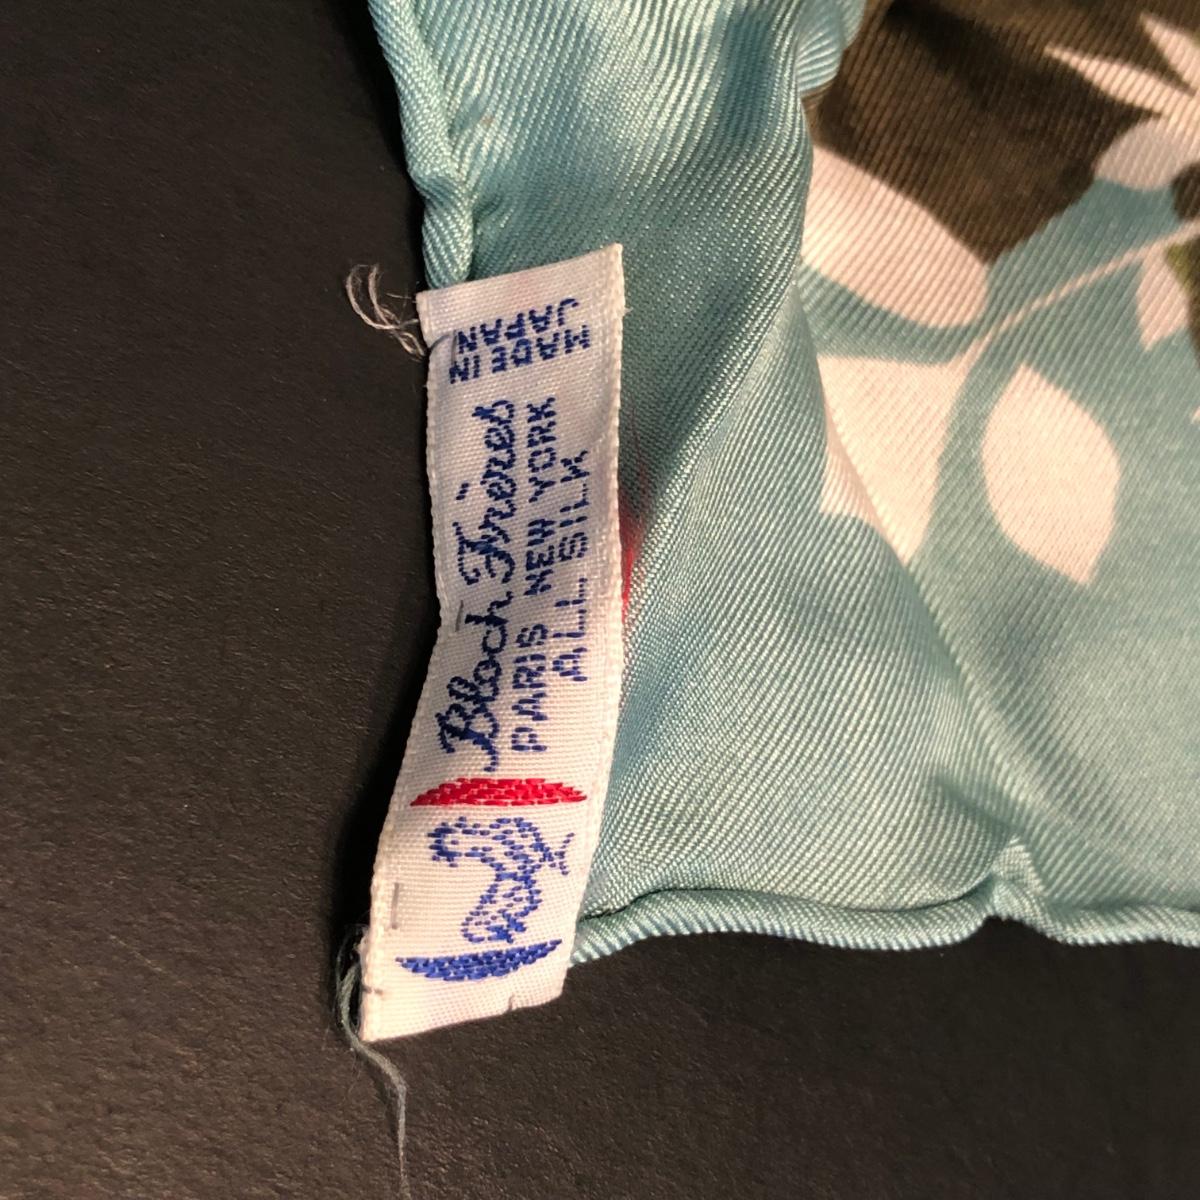 Bloch Frères
PARIS NEW YORK
ALL SILK
MADE
IN
JAPAN